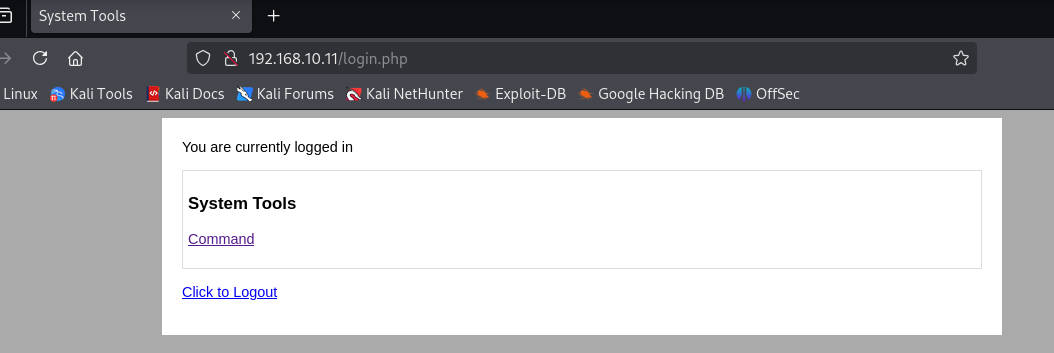 System Tools
192.168.10.11/login.php
Linux Kali Tools Kali Docs Kali Forums Kali NetHunter Exploit-DB Google Hacking DB OffSec
You are currently logged in
System Tools
Command
Click to Logout